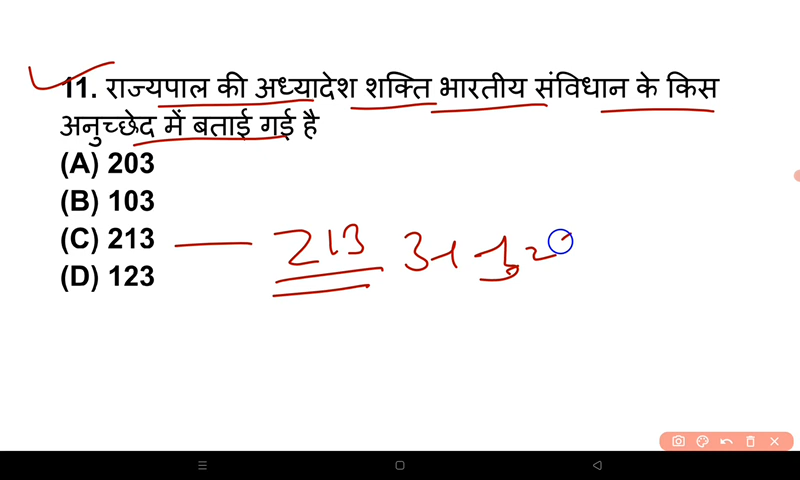 11. राज्यपाल की अध्यादेश शक्ति भारतीय संविधान के किस
अनुच्छेद में बताई गई है
(A) 203
(B) 103
(C) 213 213
(D) 123